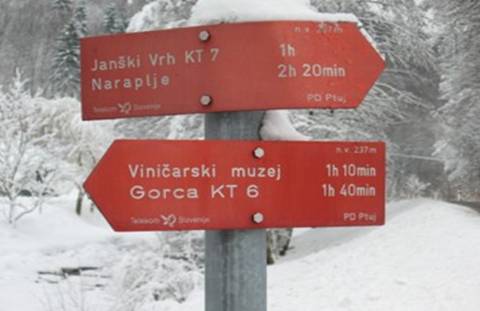 n.v. 237m
Janški Vrh KT 7 1h
Naraplje 2h 20min
Telekom Slovenije PD Ptuj
n.v. 237m
Viničarski muzej 1h 10min
Gorca KT 6 1h 40min
Telekom Slovenije PD Ptuj